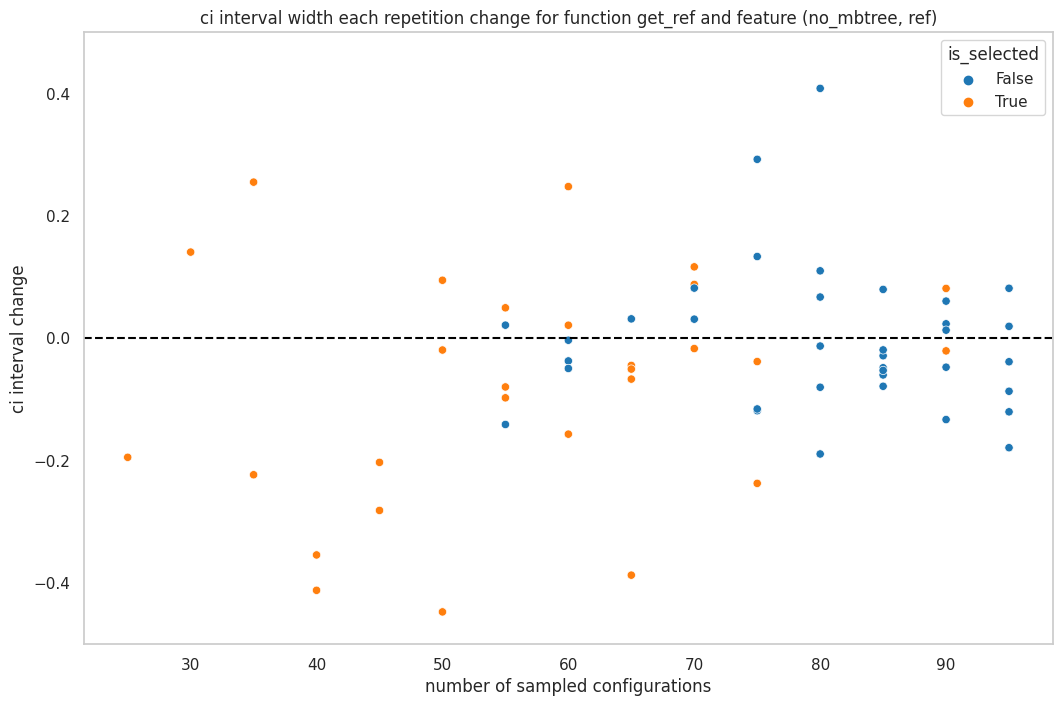 ci interval width each repetition change for function get_ref and feature (no_mbtree, ref)
is_selected
False
True
0.4
0.2
0.0
−0.2
−0.4
ci interval change
30 40 50 60 70 80 90
number of sampled configurations